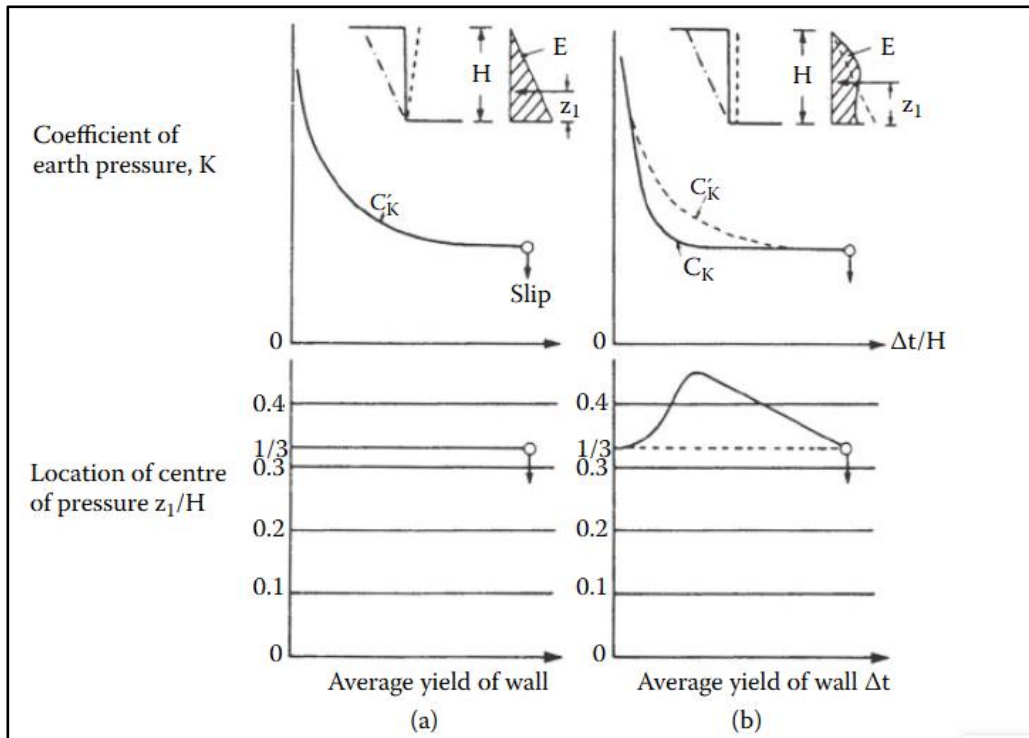 H
E
z₁
H
E
z₁
Coefficient of
earth pressure, K
C′K
Slip
0
C′K
CK
0
Δt/H
0.4
1/3
0.3
0.2
0.1
0
0.4
1/3
0.3
0.2
0.1
0
Location of centre
of pressure z₁/H
Average yield of wall
(a)
Average yield of wall Δt
(b)